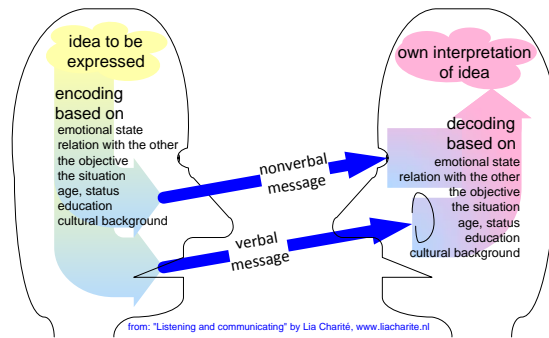 idea to be
expressed
encoding
based on
emotional state
relation with the other
the objective
the situation
age, status
education
cultural background
nonverbal
message
verbal
message
own interpretation
of idea
decoding
based on
emotional state
relation with the other
the objective
the situation
age, status
education
cultural background
from: "Listening and communicating" by Lia Charité, www.liacharite.nl